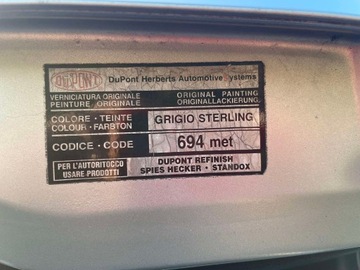 DUPONT DuPont Herberts Automotive Systems
VERNICIATURA ORIGINALE ORIGINAL PAINTING
PEINTURE ORIGINALE ORIGINALLACKIERUNG
COLORE - TEINTE GRIGIO STERLING
COLOUR - FARBTON
CODICE - CODE 694 met
PER L'AUTORITOCCO DUPONT REFINISH
USARE PRODOTTI SPIES HECKER - STANDOX